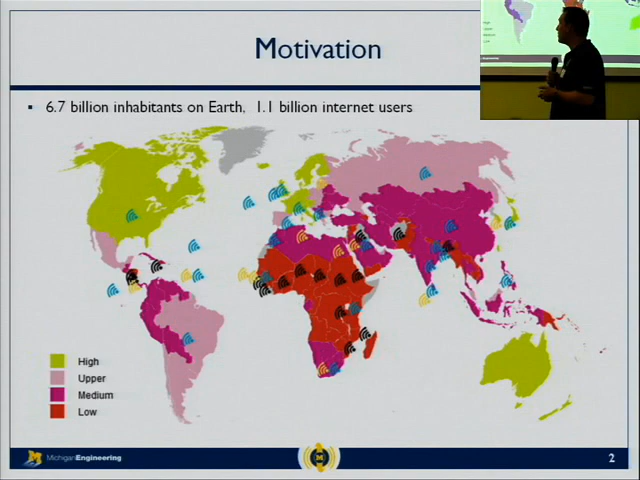 Motivation
6.7 billion inhabitants on Earth, 1.1 billion internet users
High
Upper
Medium
Low
MichiganEngineering
2